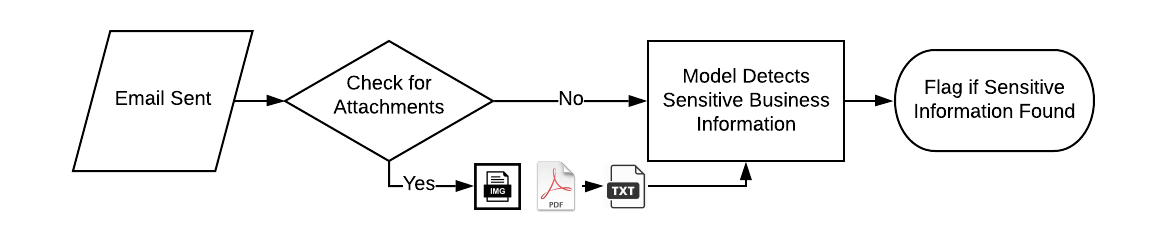 Email Sent
Check for
Attachments
No
Model Detects
Sensitive Business
Information
Flag if Sensitive
Information Found
Yes
IMG
PDF
TXT